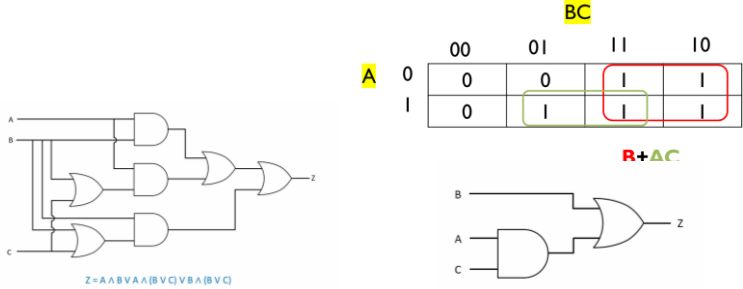 BC
00 01 11 10
A 0 0 0 1 1
1 0 1 1 1
B+AC
A
B
C
Z
Z = A ∧ B V A ∧ (B V C) V B ∧ (B V C)
B
A
C
Z